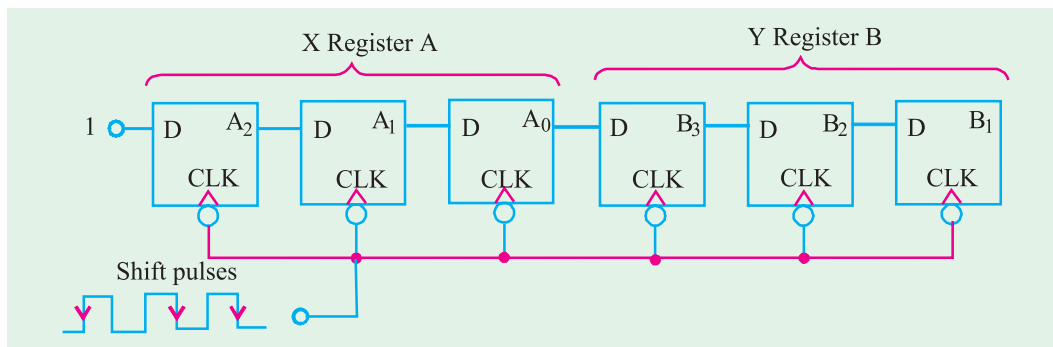 X Register A
Y Register B
1
D A2 D A1 D A0 D B3 D B2 D B1
CLK CLK CLK CLK CLK CLK
Shift pulses